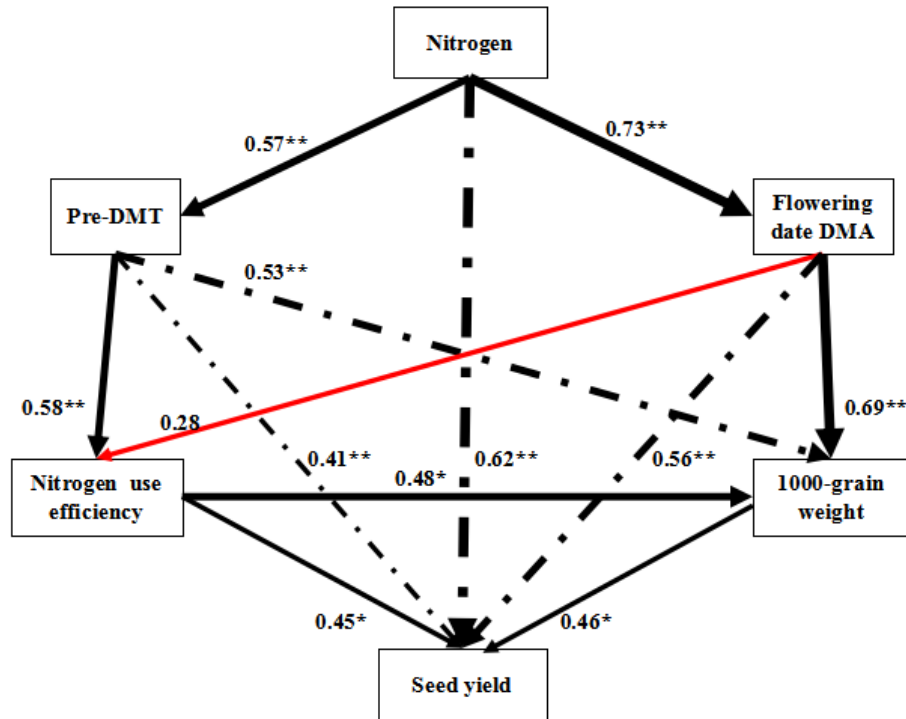 Nitrogen
0.57**
0.73**
Pre-DMT
Flowering
date DMA
0.53**
0.58**
0.28
0.69**
0.41**
0.62**
0.56**
0.48*
Nitrogen use
efficiency
1000-grain
weight
0.45*
0.46*
Seed yield